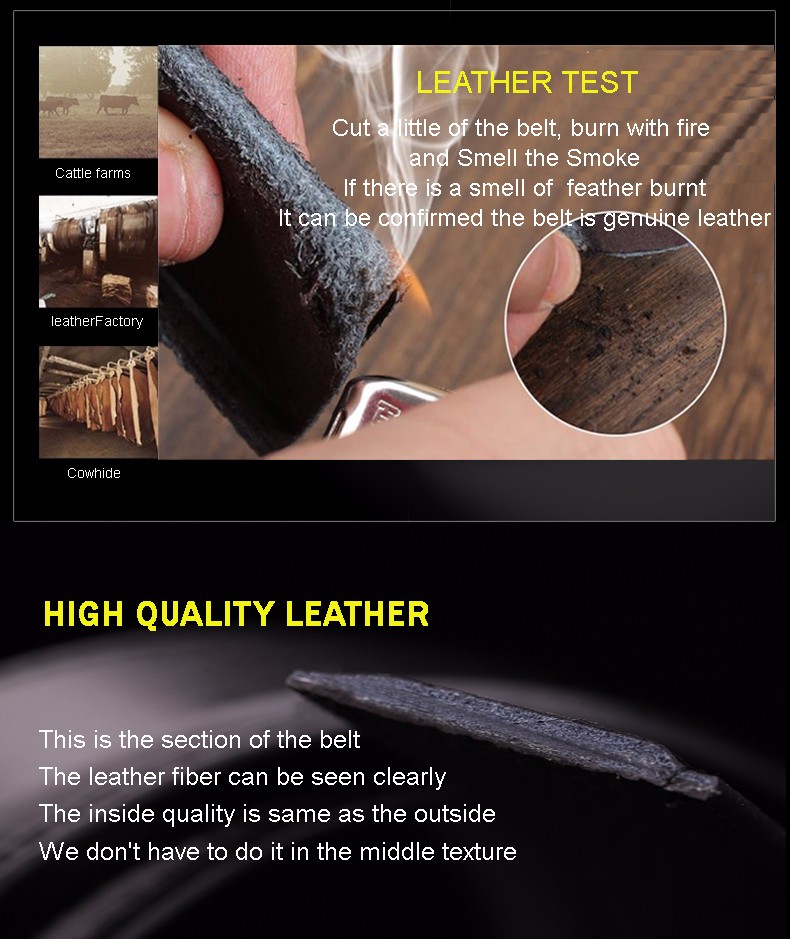 LEATHER TEST
Cut a little of the belt, burn with fire
and Smell the Smoke
If there is a smell of  feather burnt
It can be confirmed the belt is genuine leather
Cattle farms
leatherFactory
Cowhide
HIGH QUALITY LEATHER
This is the section of the belt
The leather fiber can be seen clearly
The inside quality is same as the outside
We don't have to do it in the middle texture